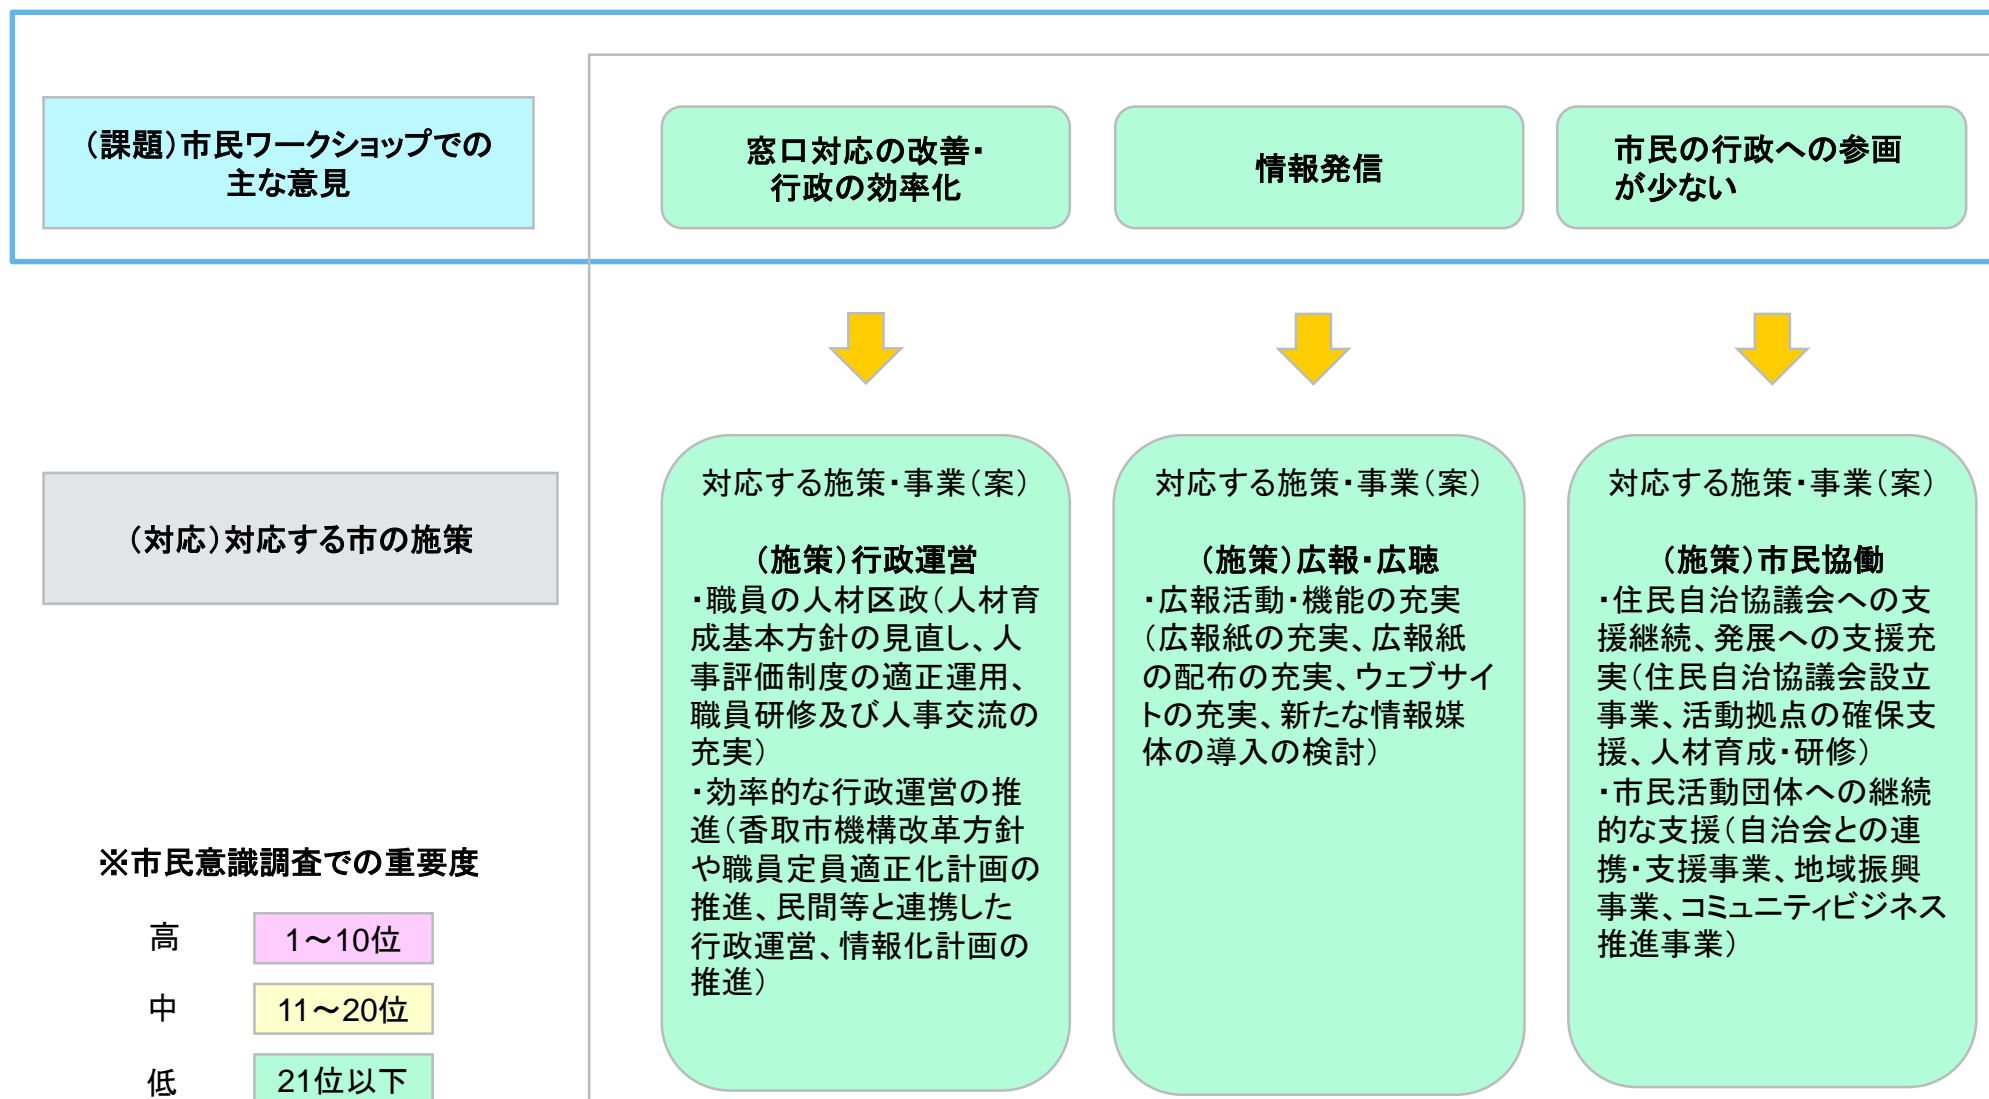 （課題）市民ワークショップでの
主な意見
窓口対応の改善・
行政の効率化
情報発信
市民の行政への参画
が少ない
（対応）対応する市の施策
対応する施策・事業（案）
（施策）行政運営
・職員の人材区政（人材育
成基本方針の見直し、人
事評価制度の適正運用、
職員研修及び人事交流の
充実）
・効率的な行政運営の推
進（香取市機構改革方針
や職員定員適正化計画の
推進、民間等と連携した
行政運営、情報化計画の
推進）
対応する施策・事業（案）
（施策）広報・広聴
・広報活動・機能の充実
（広報紙の充実、広報紙
の配布の充実、ウェブサイ
トの充実、新たな情報媒
体の導入の検討）
対応する施策・事業（案）
（施策）市民協働
・住民自治協議会への支
援継続、発展への支援充
実（住民自治協議会設立
事業、活動拠点の確保支
援、人材育成・研修）
・市民活動団体への継続
的な支援（自治会との連
携・支援事業、地域振興
事業、コミュニティビジネス
推進事業）
※市民意識調査での重要度
高 1～10位
中 11～20位
低 21位以下